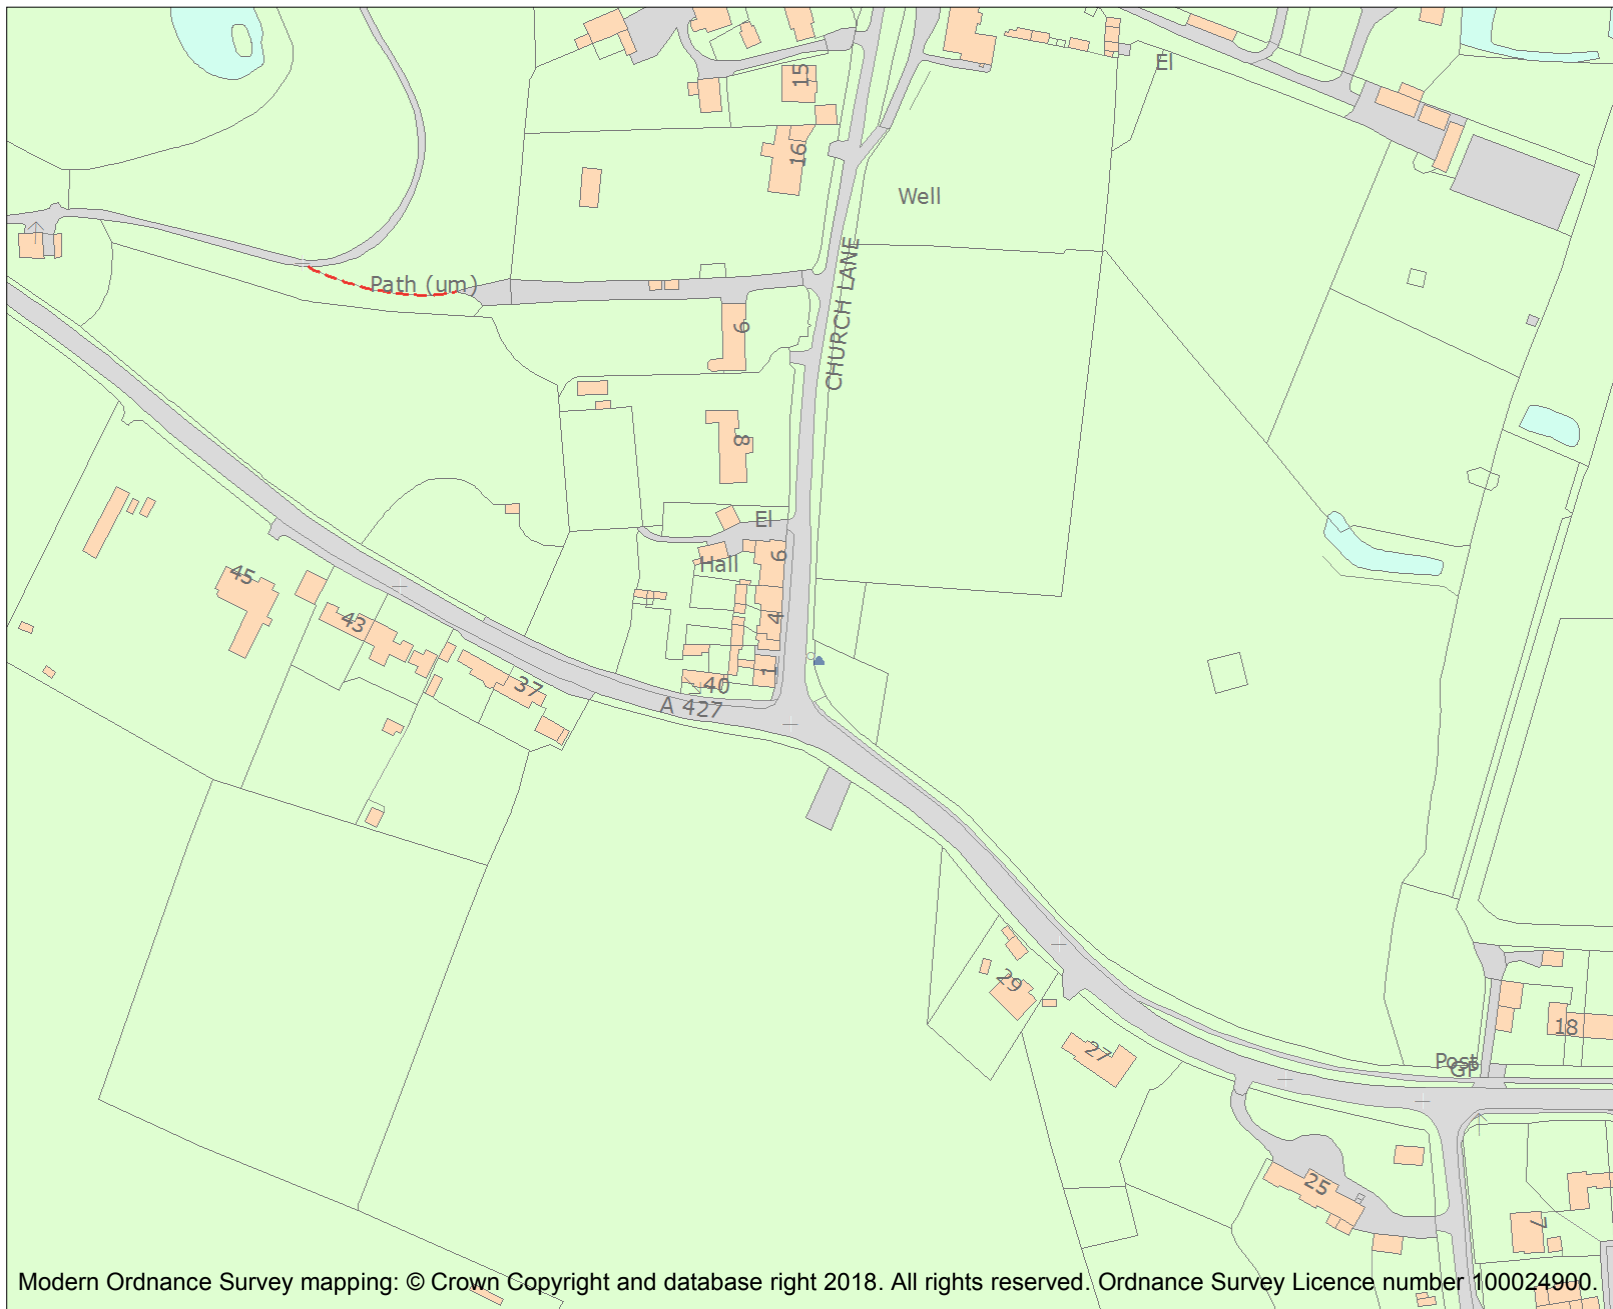 15
El
16
Well
CHURCH LANE
Path (um)
9
8
El
Hall
6
45
4
43
1
40
37
A 427
29
18
27
Post
GP
25
7
Modern Ordnance Survey mapping: © Crown Copyright and database right 2018. All rights reserved. Ordnance Survey Licence number 100024900.